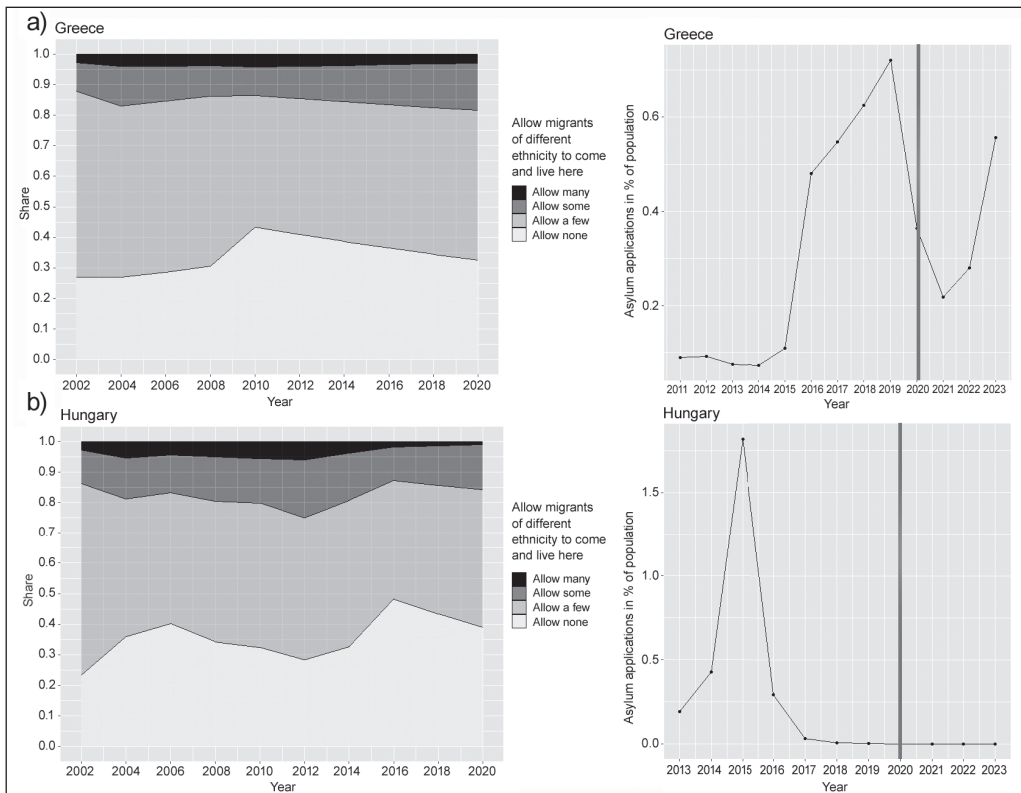 a)
Greece
1.0
0.9
0.8
0.7
0.6
0.5
0.4
0.3
0.2
0.1
0.0
Share
2002 2004 2006 2008 2010 2012 2014 2016 2018 2020
Year
Allow migrants
of different
ethnicity to come
and live here
Allow many
Allow some
Allow a few
Allow none
Greece
0.6
0.4
0.2
Asylum applications in % of population
2011 2012 2013 2014 2015 2016 2017 2018 2019 2020 2021 2022 2023
Year
b)
Hungary
1.0
0.9
0.8
0.7
0.6
0.5
0.4
0.3
0.2
0.1
0.0
Share
2002 2004 2006 2008 2010 2012 2014 2016 2018 2020
Year
Allow migrants
of different
ethnicity to come
and live here
Allow many
Allow some
Allow a few
Allow none
Hungary
1.5
1.0
0.5
0.0
Asylum applications in % of population
2013 2014 2015 2016 2017 2018 2019 2020 2021 2022 2023
Year